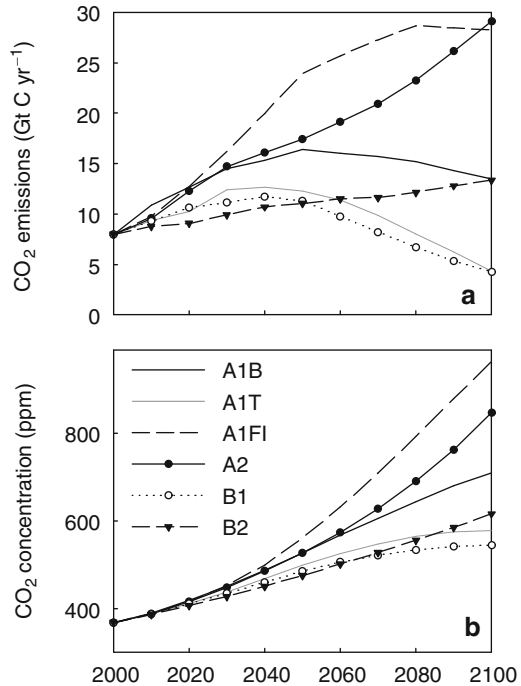 30
25
20
15
10
5
0
CO₂ emissions (Gt C yr⁻¹)
a
A1B
A1T
A1FI
A2
B1
B2
800
600
400
CO₂ concentration (ppm)
b
2000 2020 2040 2060 2080 2100